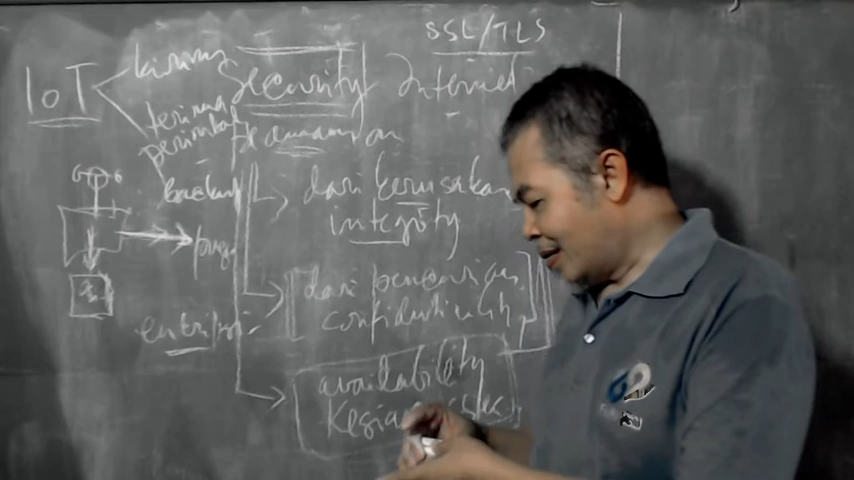 SSL/TLS
IoT
kirim
Security Internet
terima
perintah
Keamanan
dari kerusakan
integrity
dari pencurian
confidentiality
enkripsi
availability